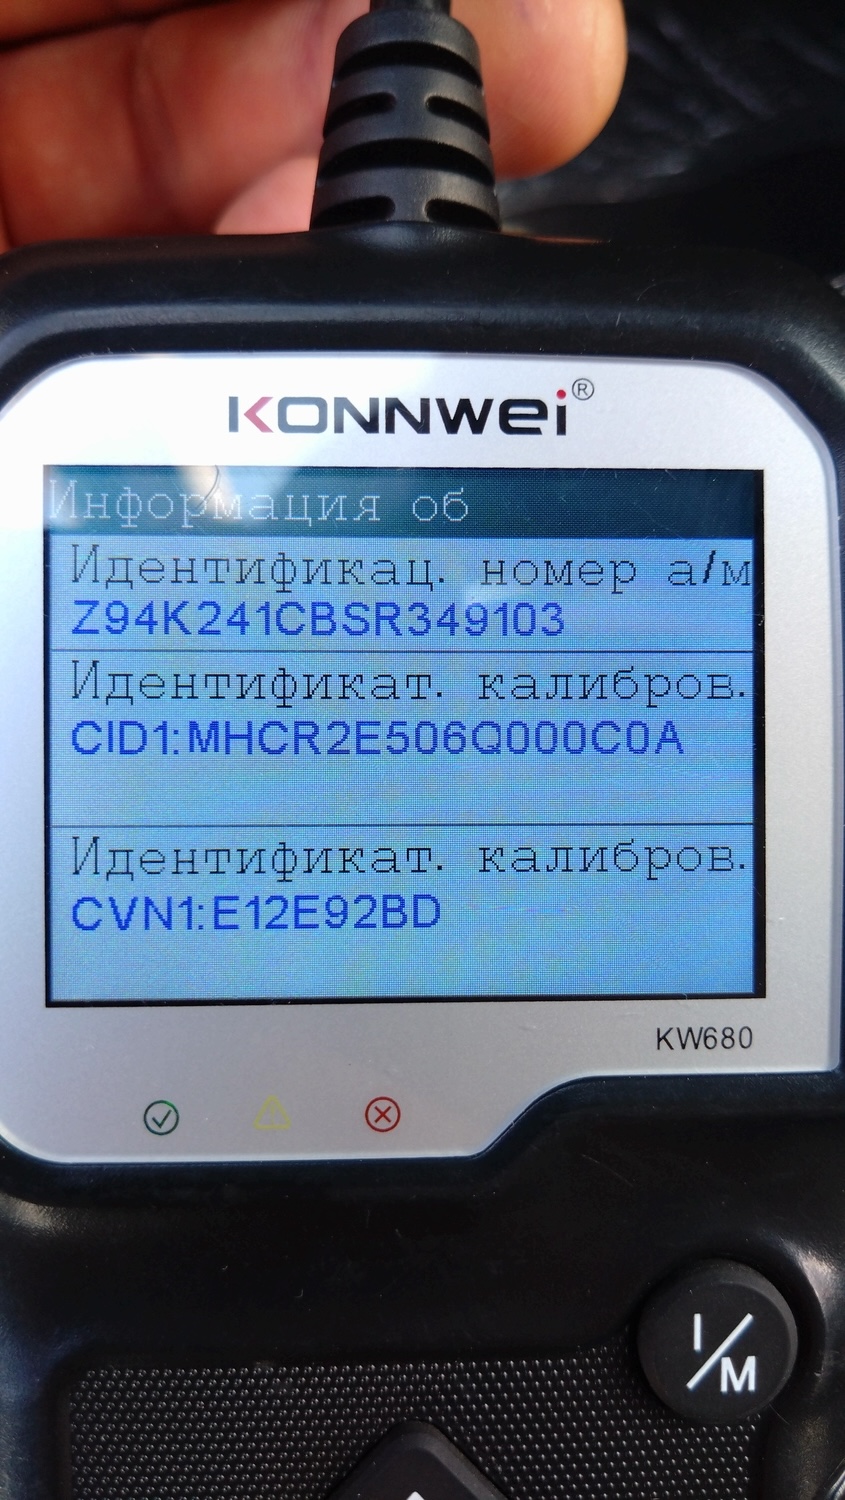 KONNWEI®
Информация об
Идентификац. номер а/м
Z94K241CBSR349103
Идентификат. калибров.
CID1:MHCR2E506Q000C0A
Идентификат. калибров.
CVN1:E12E92BD
KW680
I/M